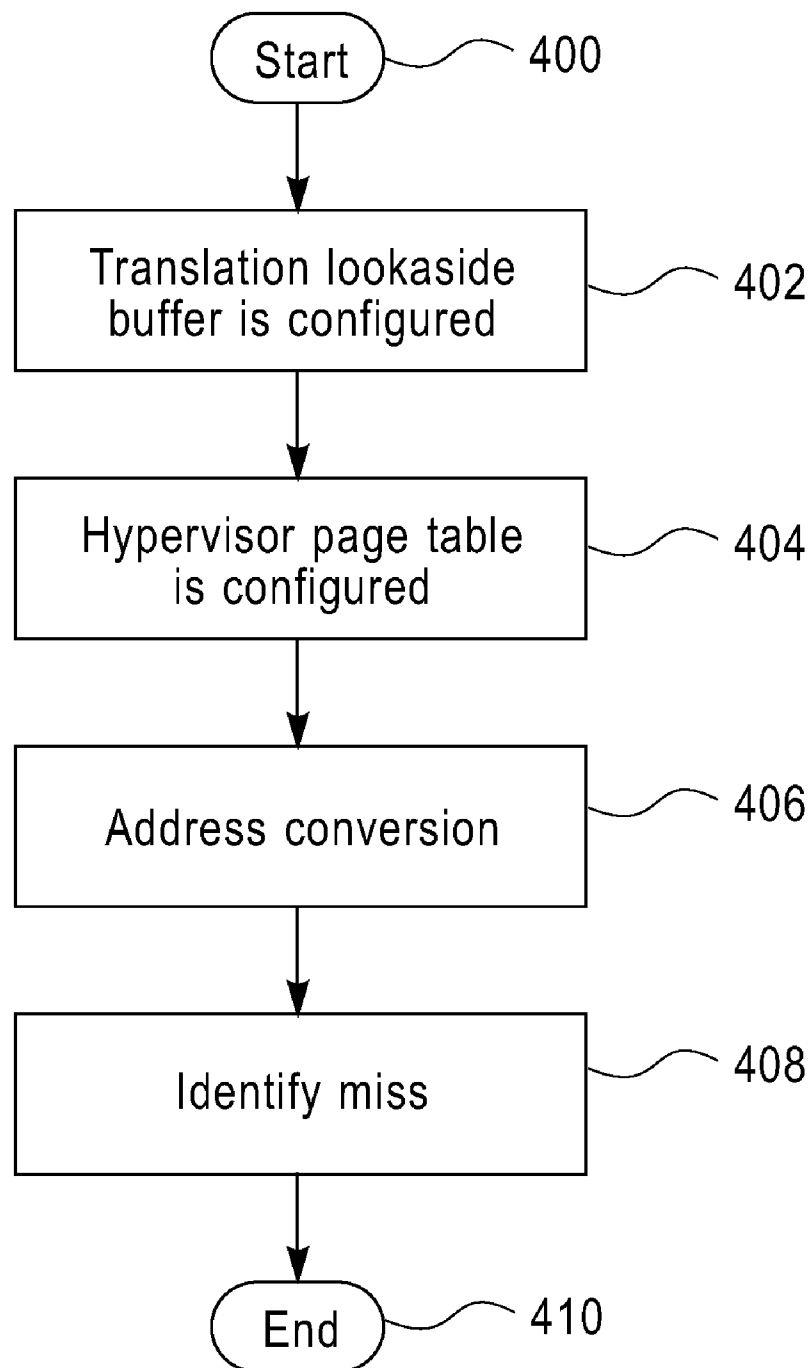 Start
400
Translation lookaside
buffer is configured
402
Hypervisor page table
is configured
404
Address conversion
406
Identify miss
408
End
410